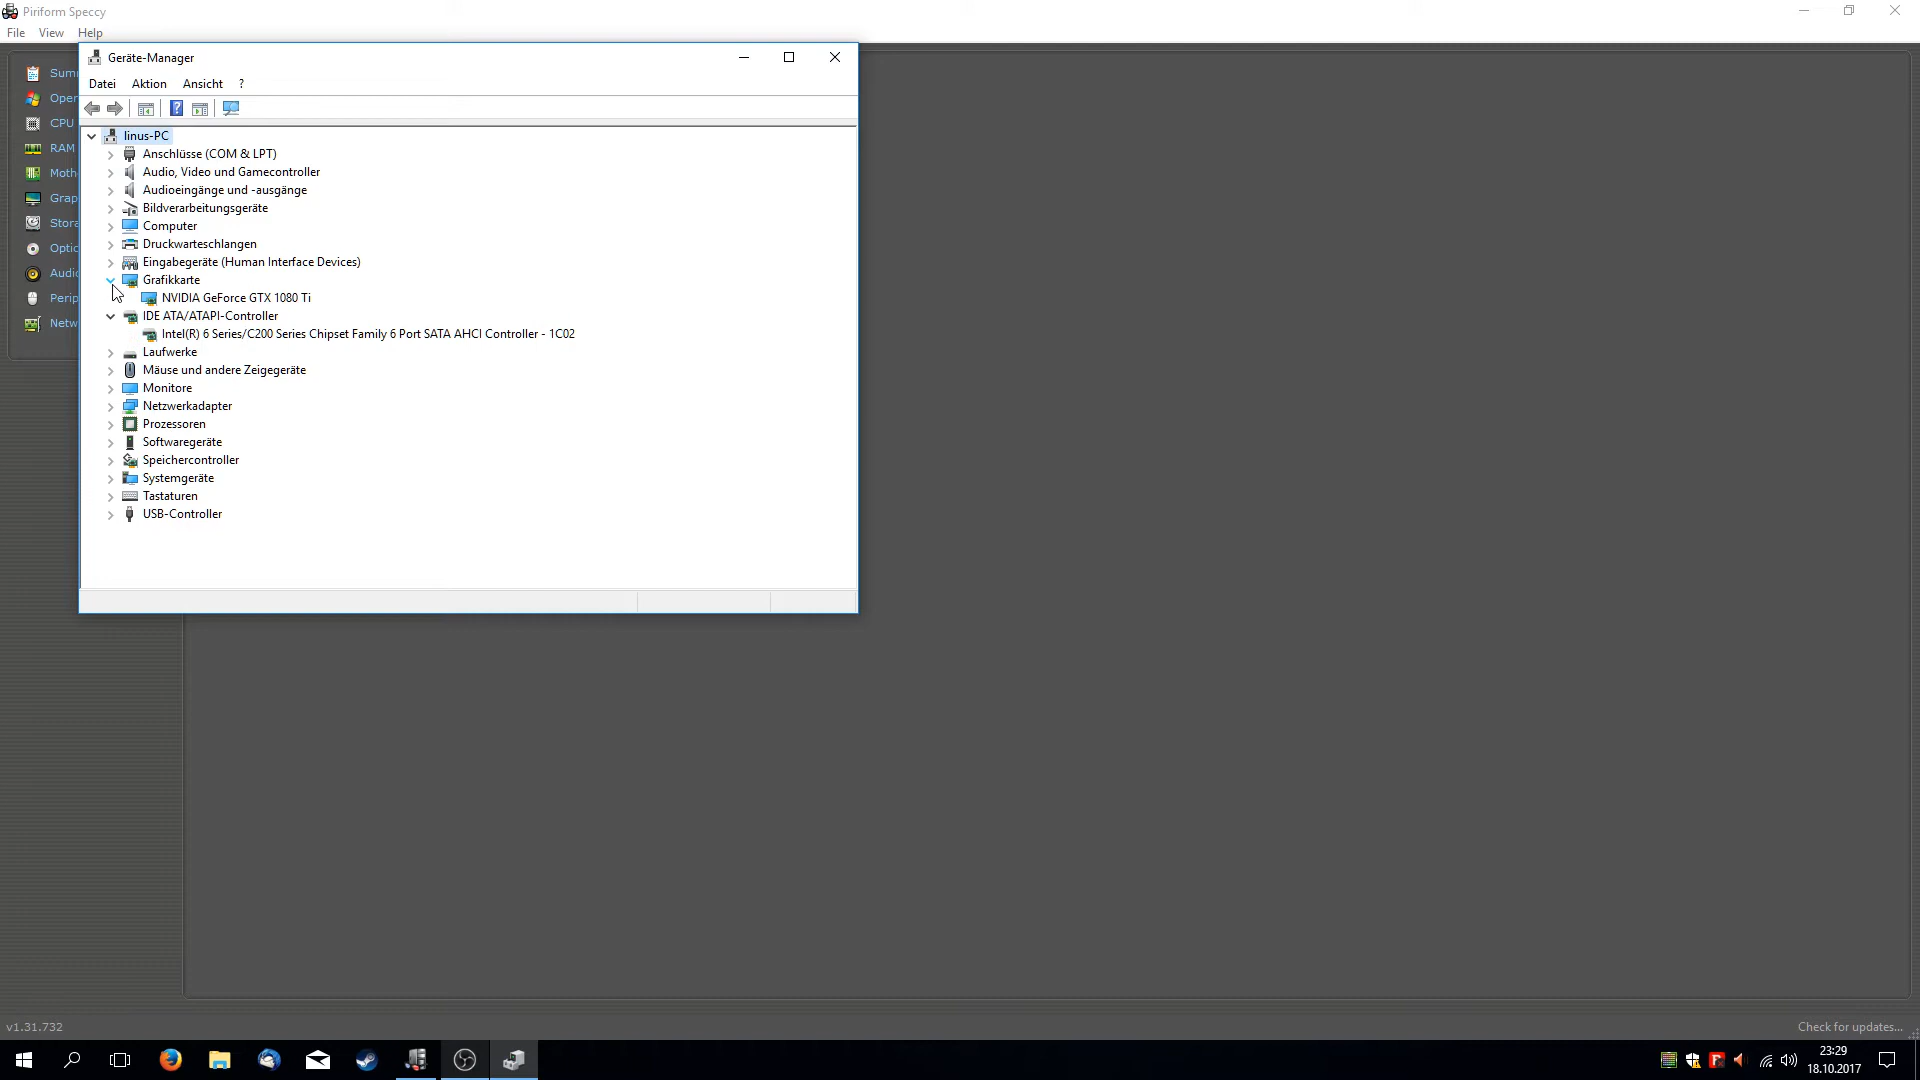 Piriform Speccy
File View Help
Geräte-Manager
Datei Aktion Ansicht ?
linus-PC
Anschlüsse (COM & LPT)
Audio, Video und Gamecontroller
Audioeingänge und -ausgänge
Bildverarbeitungsgeräte
Computer
Druckwarteschlangen
Eingabegeräte (Human Interface Devices)
Grafikkarte
NVIDIA GeForce GTX 1080 Ti
IDE ATA/ATAPI-Controller
Intel(R) 6 Series/C200 Series Chipset Family 6 Port SATA AHCI Controller - 1C02
Laufwerke
Mäuse und andere Zeigegeräte
Monitore
Netzwerkadapter
Prozessoren
Softwaregeräte
Speichercontroller
Systemgeräte
Tastaturen
USB-Controller
Sum
Oper
CPU
RAM
Moth
Grap
Stora
Optic
Audio
Perip
Netw
v1.31.732
Check for updates...
23:29
18.10.2017